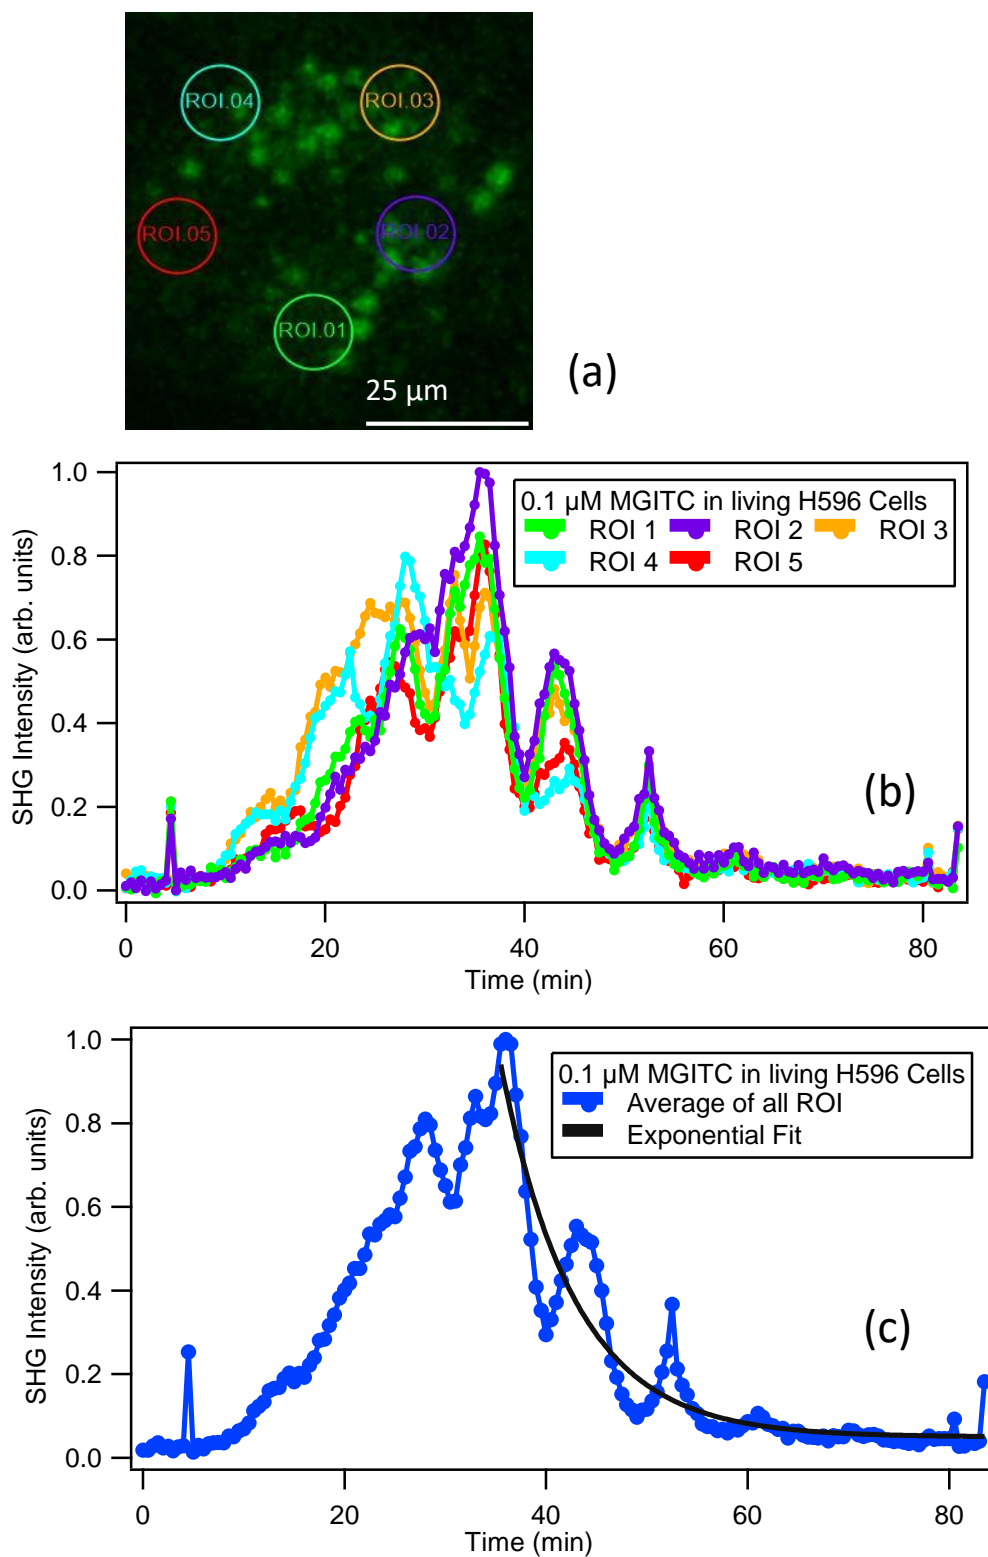 ROI.04
ROI.03
ROI.05
ROI.02
ROI.01
25 µm
(a)
1.0
0.8
0.6
0.4
0.2
0.0
SHG Intensity (arb. units)
0.1 µM MGITC in living H596 Cells
ROI 1 ROI 2 ROI 3
ROI 4 ROI 5
(b)
0 20 40 60 80
Time (min)
1.0
0.8
0.6
0.4
0.2
0.0
SHG Intensity (arb. units)
0.1 µM MGITC in living H596 Cells
Average of all ROI
Exponential Fit
(c)
0 20 40 60 80
Time (min)